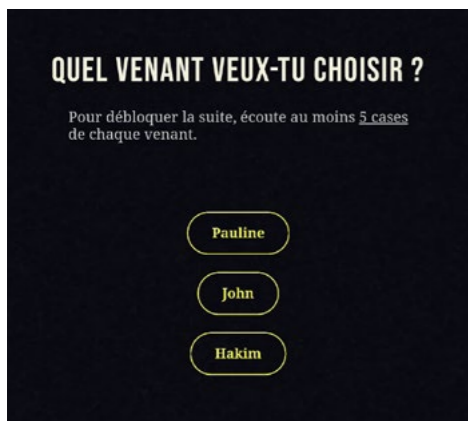 QUEL VENANT VEUX-TU CHOISIR ?
Pour débloquer la suite, écoute au moins 5 cases
de chaque venant.
Pauline
John
Hakim